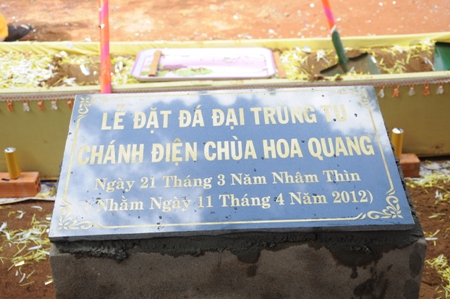 LỄ ĐẶT ĐÁ ĐẠI TRÙNG TU
CHÁNH ĐIỆN CHÙA HOA QUANG
Ngày 21 Tháng 3 Năm Nhâm Thìn
( Nhằm Ngày 11 Tháng 4 Năm 2012)